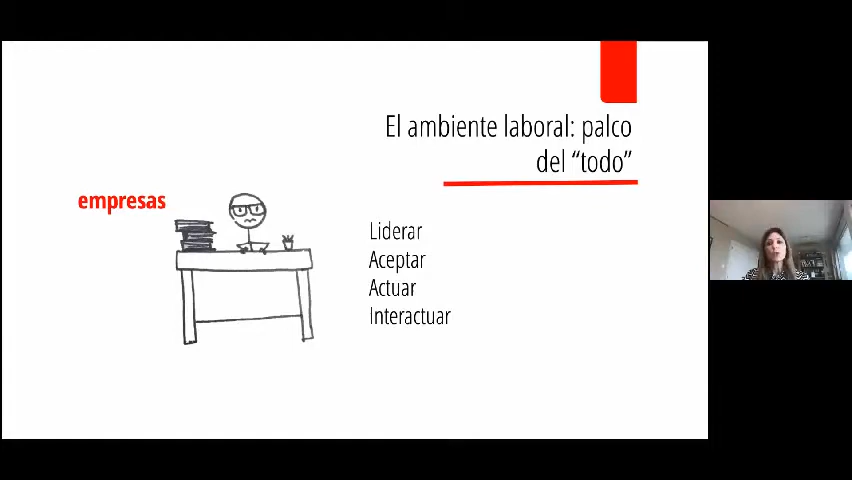 El ambiente laboral: palco
del “todo”
empresas
Liderar
Aceptar
Actuar
Interactuar